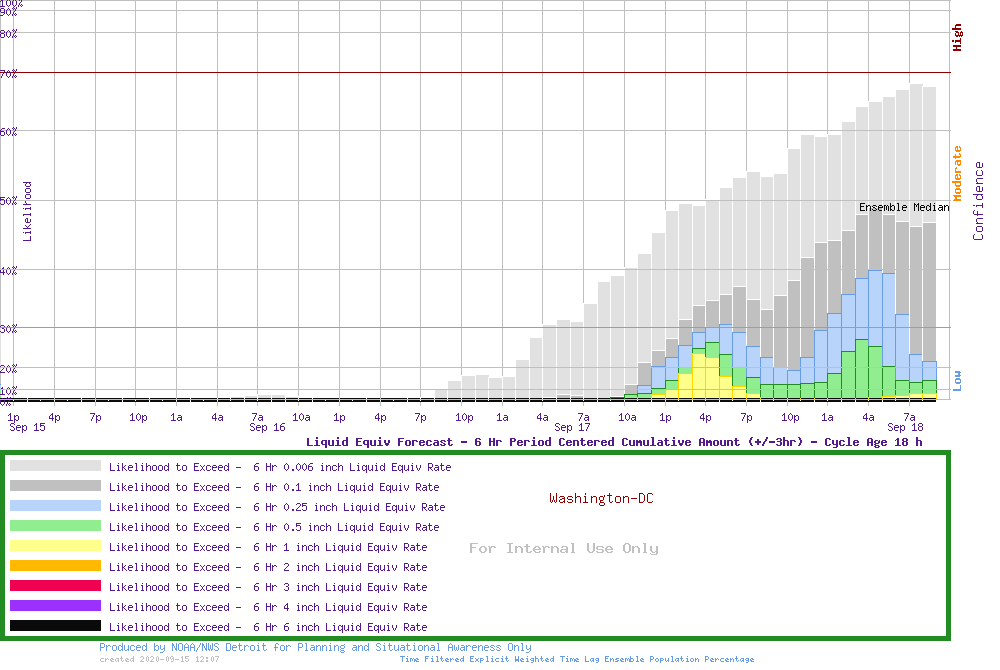 100%
90%
80%
70%
60%
50%
40%
30%
20%
10%
0%
Likelihood
High
Moderate
Low
Confidence
Ensemble Median
1p 4p 7p 10p 1a 4a 7a 10a 1p 4p 7p 10p 1a 4a 7a 10a 1p 4p 7p 10p 1a 4a 7a
Sep 15 Sep 16 Sep 17 Sep 18
Liquid Equiv Forecast - 6 Hr Period Centered Cumulative Amount (+/-3hr) - Cycle Age 18 h
Likelihood to Exceed - 6 Hr 0.006 inch Liquid Equiv Rate
Likelihood to Exceed - 6 Hr 0.1 inch Liquid Equiv Rate
Likelihood to Exceed - 6 Hr 0.25 inch Liquid Equiv Rate
Likelihood to Exceed - 6 Hr 0.5 inch Liquid Equiv Rate
Likelihood to Exceed - 6 Hr 1 inch Liquid Equiv Rate
Likelihood to Exceed - 6 Hr 2 inch Liquid Equiv Rate
Likelihood to Exceed - 6 Hr 3 inch Liquid Equiv Rate
Likelihood to Exceed - 6 Hr 4 inch Liquid Equiv Rate
Likelihood to Exceed - 6 Hr 6 inch Liquid Equiv Rate
Washington-DC
For Internal Use Only
Produced by NOAA/NWS Detroit for Planning and Situational Awareness Only
created 2020-09-15 12:07
Time Filtered Explicit Weighted Time Lag Ensemble Population Percentage